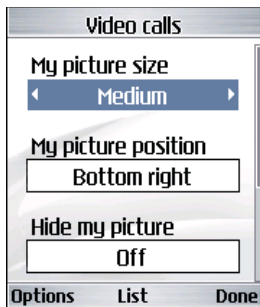 Video calls
My picture size
Medium
My picture position
Bottom right
Hide my picture
Off
Options List Done